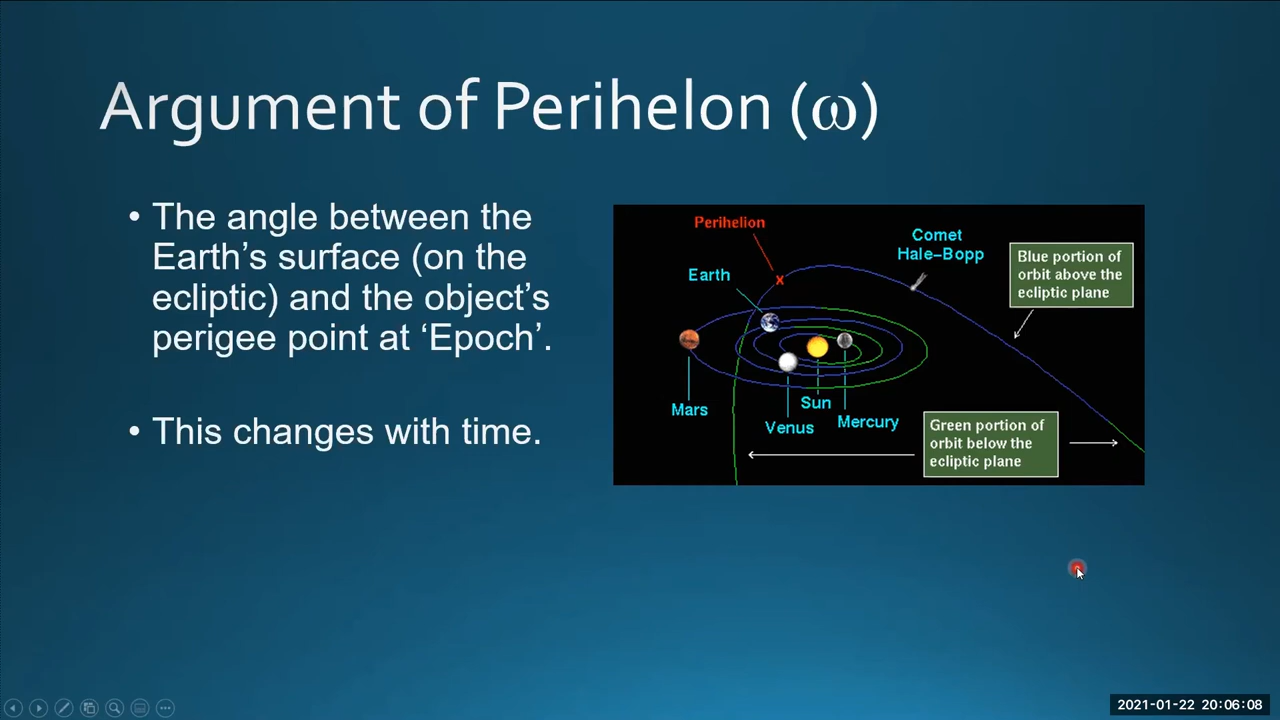 Argument of Perihelon (ω)
• The angle between the
Earth’s surface (on the
ecliptic) and the object’s
perigee point at ‘Epoch’.
• This changes with time.
Perihelion
x
Earth
Comet
Hale–Bopp
Blue portion of
orbit above the
ecliptic plane
Mars
Venus
Sun
Mercury
Green portion of
orbit below the
ecliptic plane
2021-01-22 20:06:08